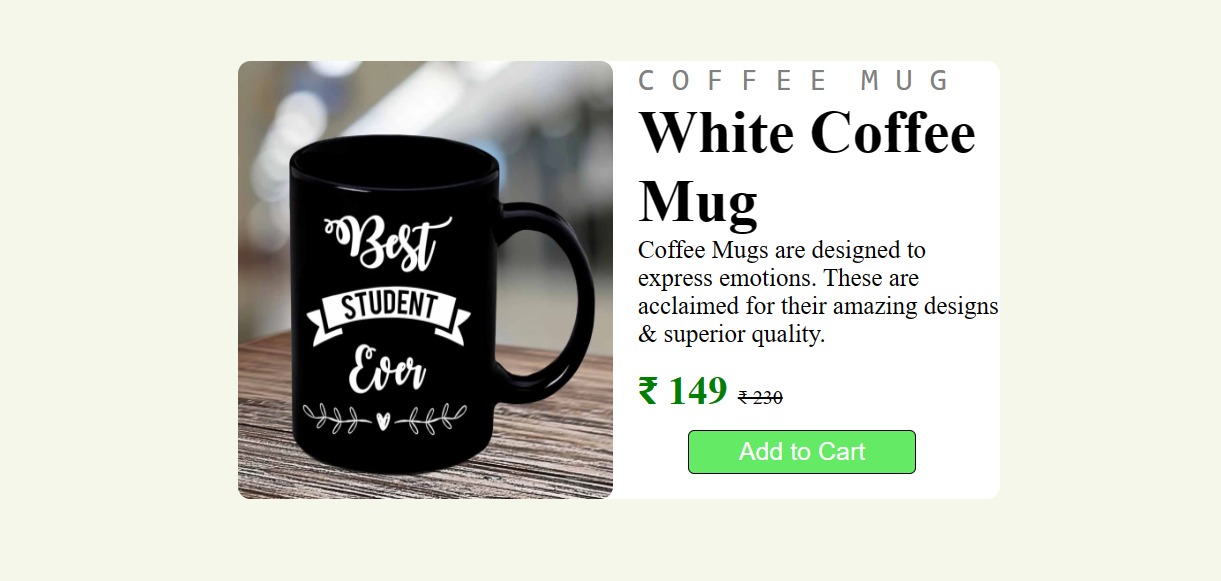 Best
STUDENT
Ever
COFFEE MUG
White Coffee
Mug
Coffee Mugs are designed to
express emotions. These are
acclaimed for their amazing designs
& superior quality.
₹ 149 ₹ 230
Add to Cart